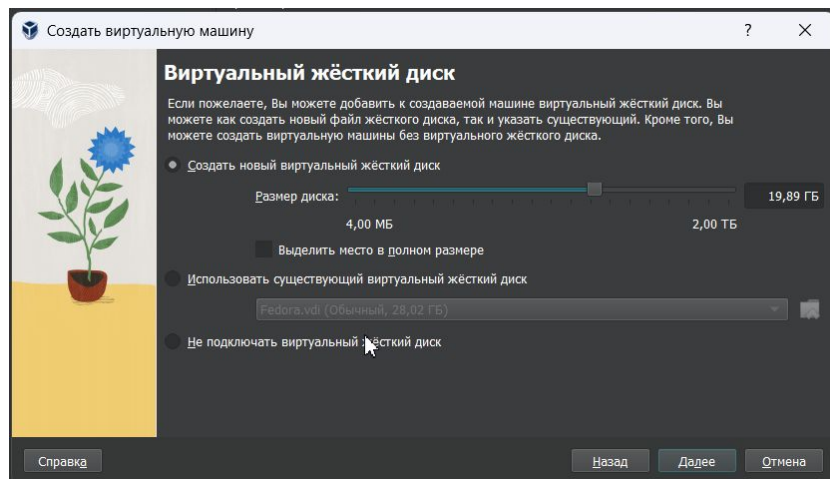 Создать виртуальную машину
?
Виртуальный жёсткий диск
Если пожелаете, Вы можете добавить к создаваемой машине виртуальный жёсткий диск. Вы
можете как создать новый файл жёсткого диска, так и указать существующий. Кроме того, Вы
можете создать виртуальную машины без виртуального жёсткого
диска.
Создать новый виртуальный жёсткий диск
Размер диска:
19,89 ГБ
4,00 МБ
2,00 ТБ
Выделить место в полном размере
Использовать существующий виртуальный жёсткий диск
Fedora.vdi (Обычный, 28,02 ГБ)
Не подключать виртуальный жёсткий диск
Справка
Назад
Далее
Отмена